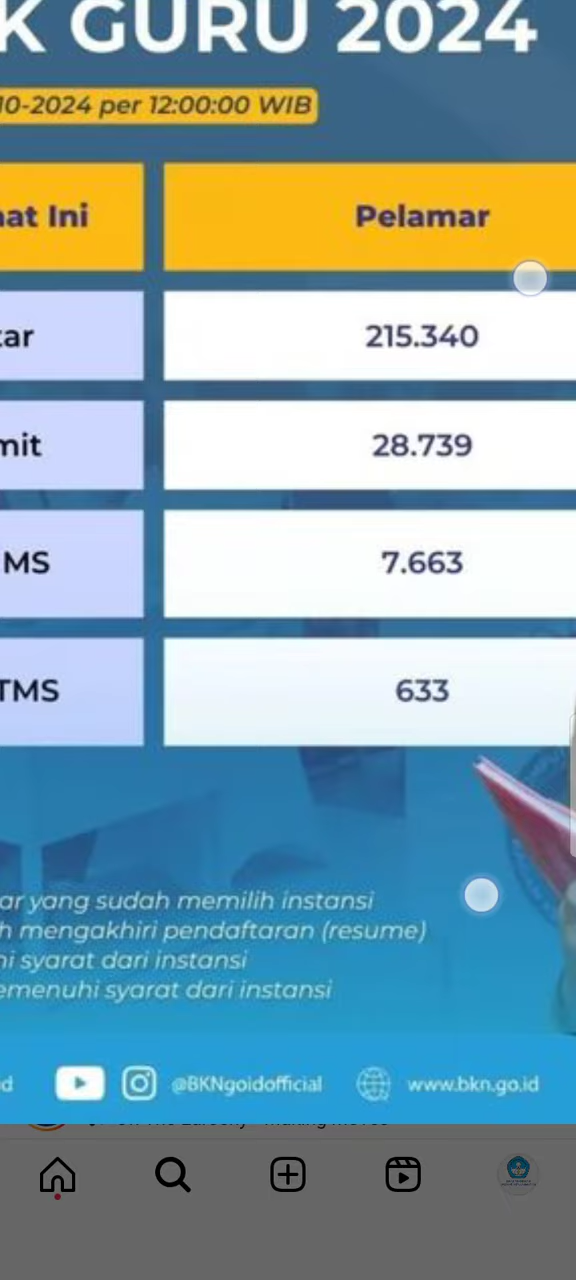 K GURU 2024
10-2024 per 12:00:00 WIB
at Ini
Pelamar
tar
215.340
mit
28.739
MS
7.663
TMS
633
ar yang sudah memilih instansi
h mengakhiri pendaftaran (resume)
ni syarat dari instansi
emenuhi syarat dari instansi
d
@BKNgoidofficial
www.bkn.go.id